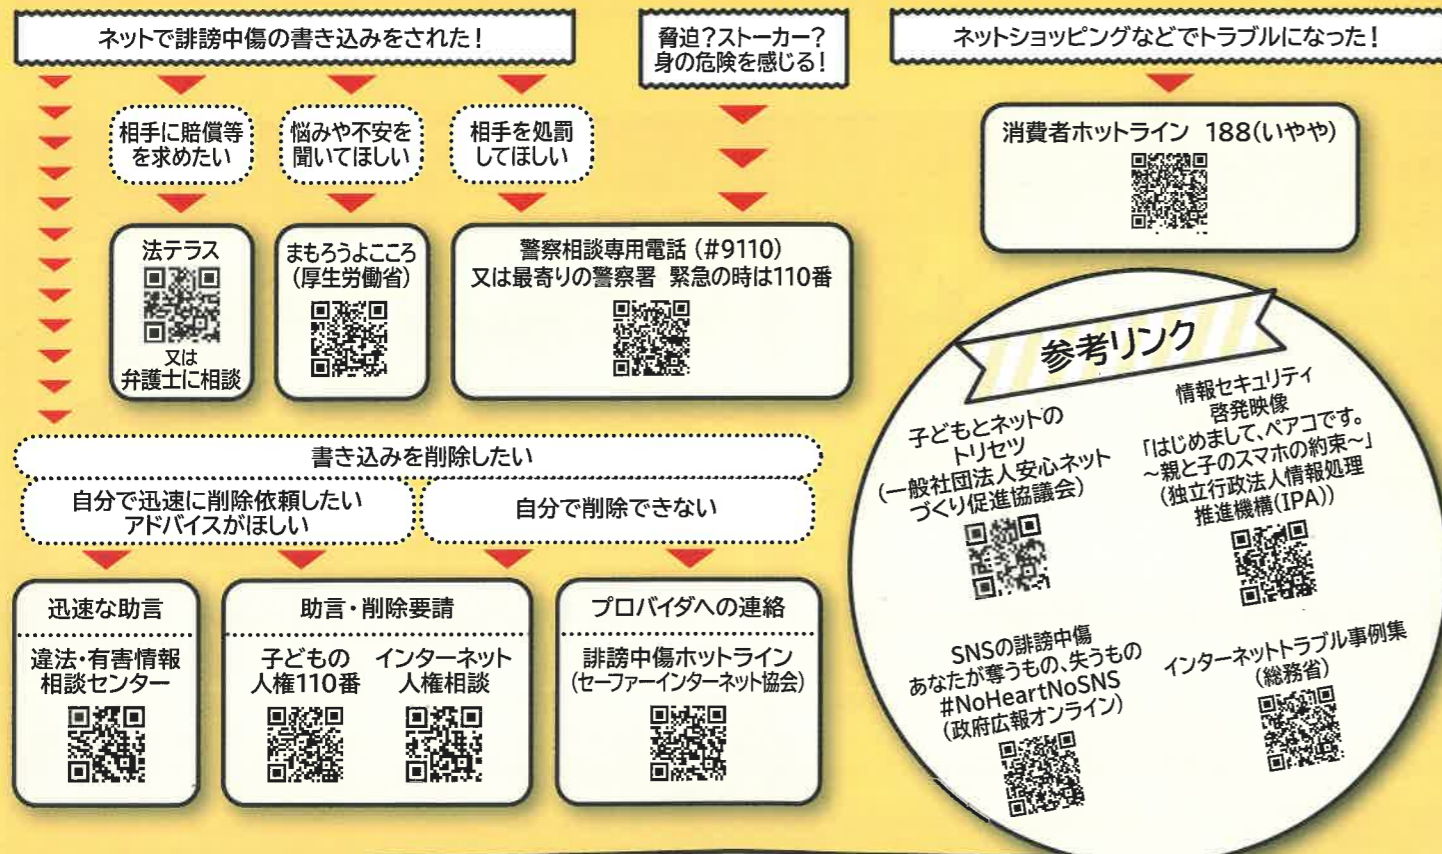 ネットで誹謗中傷の書き込みをされた！
脅迫？ストーカー？
身の危険を感じる！
ネットショッピングなどでトラブルになった！
相手に賠償等
を求めたい
悩みや不安を
聞いてほしい
相手を処罰
してほしい
消費者ホットライン 188(いやや)
法テラス
又は
弁護士に相談
まもろうよこころ
(厚生労働省)
警察相談専用電話 (#9110)
又は最寄りの警察署 緊急の時は110番
書き込みを削除したい
自分で迅速に削除依頼したい
アドバイスがほしい
自分で削除できない
迅速な助言
違法・有害情報
相談センター
助言・削除要請
子どもの
人権110番
インターネット
人権相談
プロバイダへの連絡
誹謗中傷ホットライン
(セーファーインターネット協会)
参考リンク
子どもとネットの
トリセツ
(一般社団法人安心ネット
づくり促進協議会)
情報セキュリティ
啓発映像
「はじめまして、ペアコです。
～親と子のスマホの約束～」
(独立行政法人情報処理
推進機構(IPA))
SNSの誹謗中傷
あなたが奪うもの、失うもの
#NoHeartNoSNS
(政府広報オンライン)
インターネットトラブル事例集
(総務省)